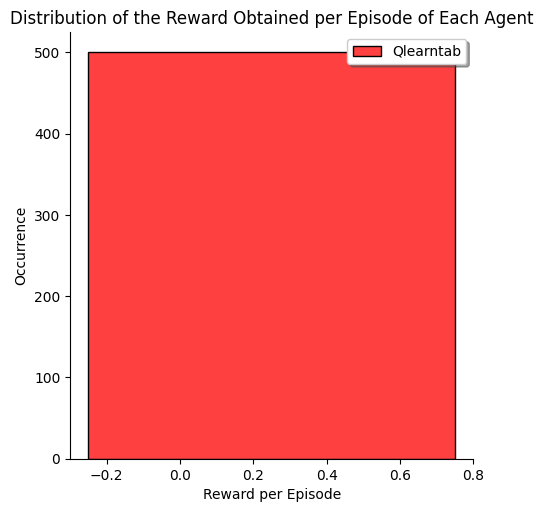 Distribution of the Reward Obtained per Episode of Each Agent
Qlearntab
500
400
300
200
100
0
Occurrence
−0.2 0.0 0.2 0.4 0.6 0.8
Reward per Episode